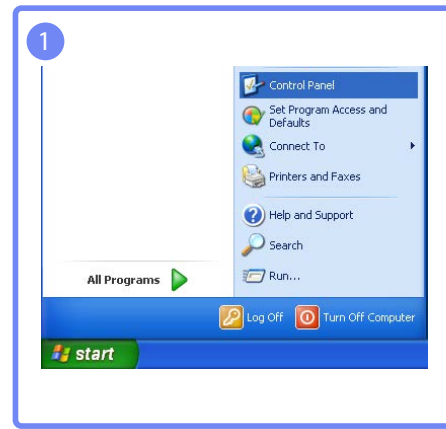 1
Control Panel
Set Program Access and
Defaults
Connect To
Printers and Faxes
Help and Support
Search
Run...
All Programs
Log Off
Turn Off Computer
start